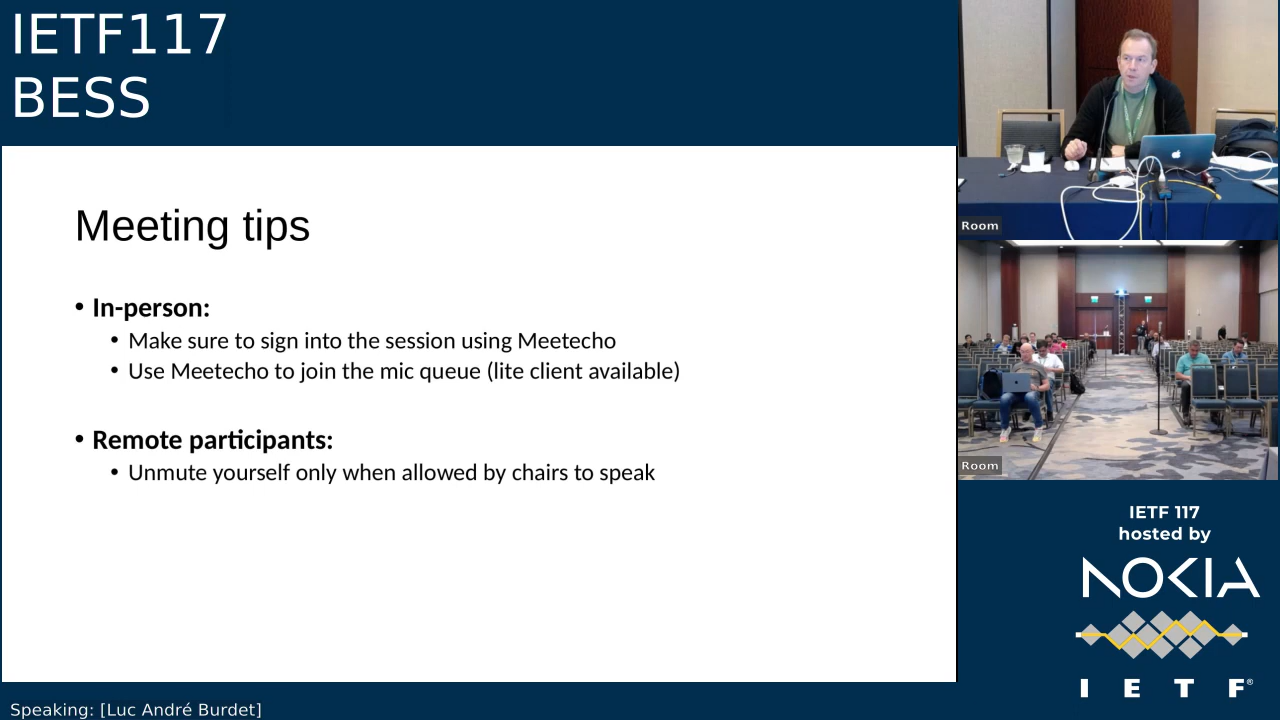 IETF117
BESS
Meeting tips
• In-person:
• Make sure to sign into the session using Meetecho
• Use Meetecho to join the mic queue (lite client available)
• Remote participants:
• Unmute yourself only when allowed by chairs to speak
Room
Room
IETF 117
hosted by
NOKIA
I E T F®
Speaking: [Luc André Burdet]